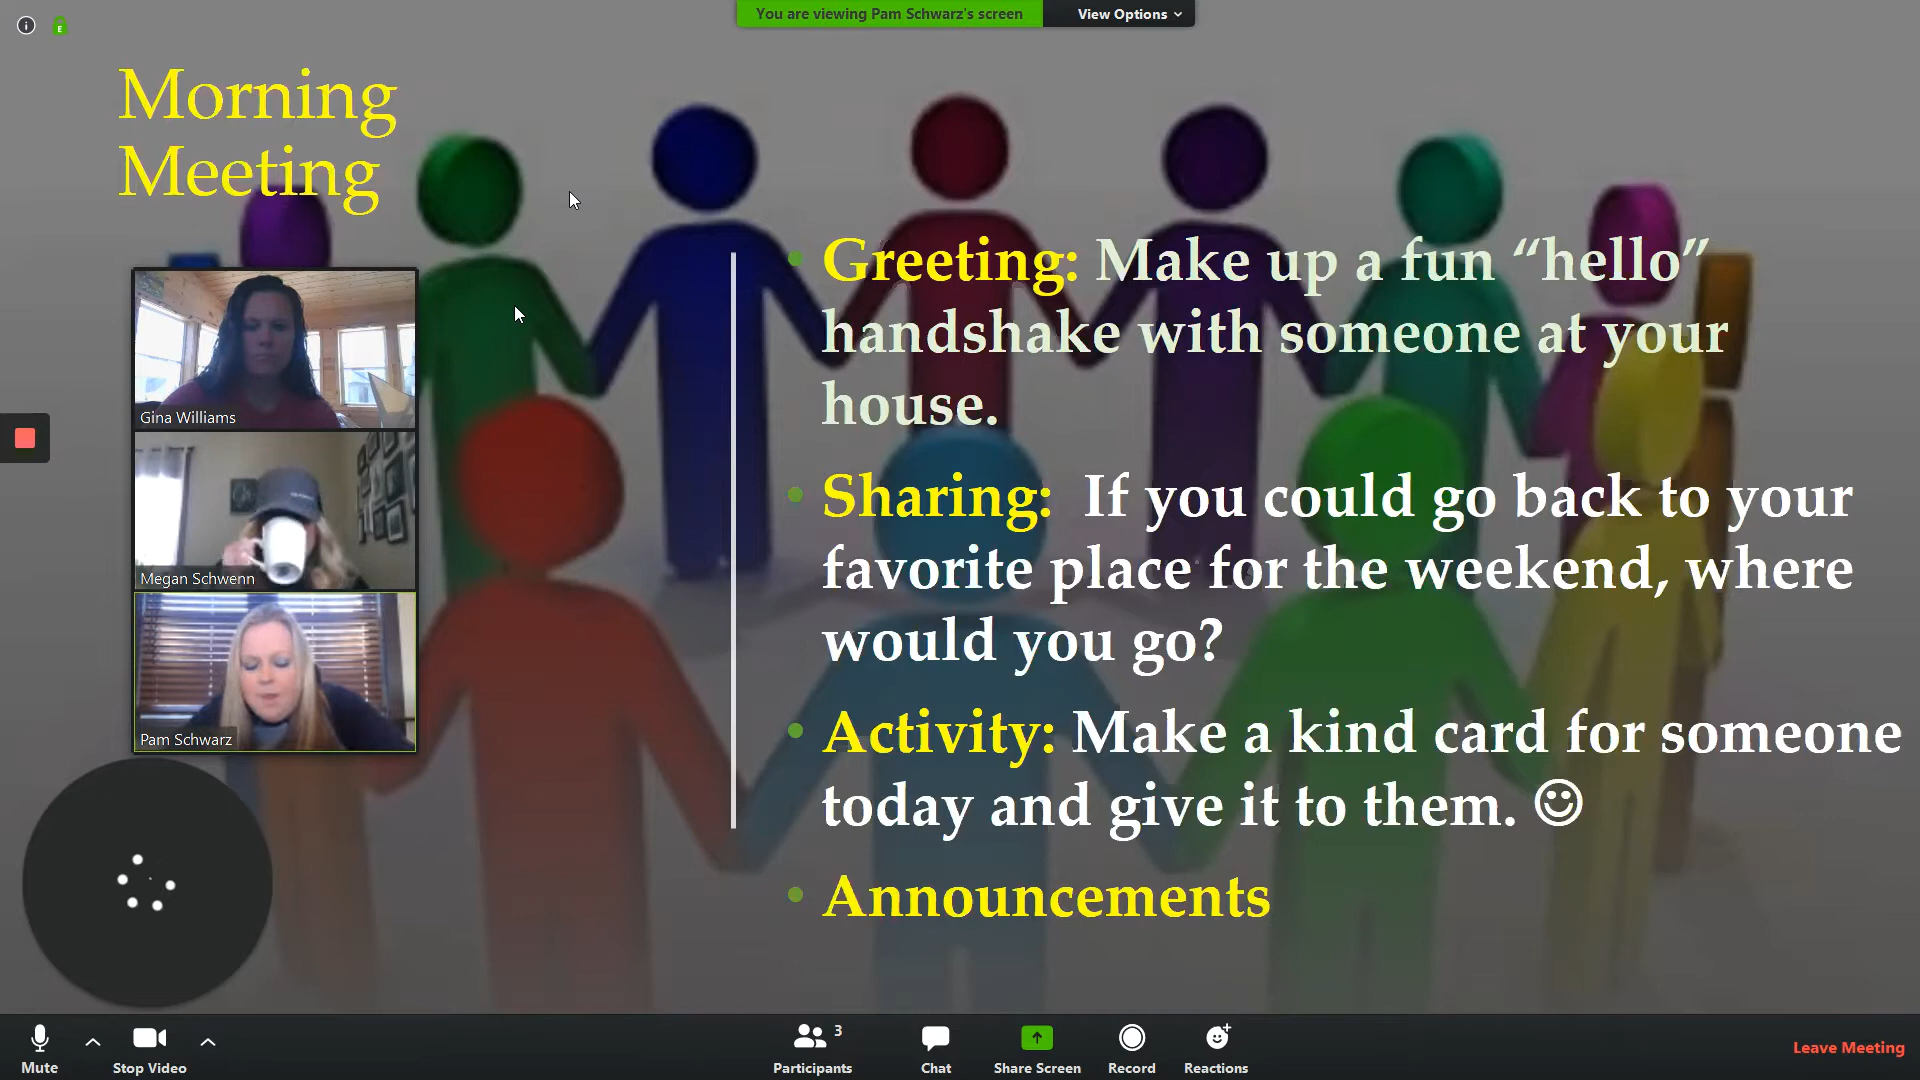 You are viewing Pam Schwarz's screen
View Options
Morning
Meeting
• Greeting: Make up a fun “hello”
handshake with someone at your
house.
• Sharing:  If you could go back to your
favorite place for the weekend, where
would you go?
• Activity: Make a kind card for someone
today and give it to them. ☺
• Announcements
Gina Williams
Megan Schwenn
Pam Schwarz
Mute
Stop Video
Participants 3
Chat
Share Screen
Record
Reactions
Leave Meeting